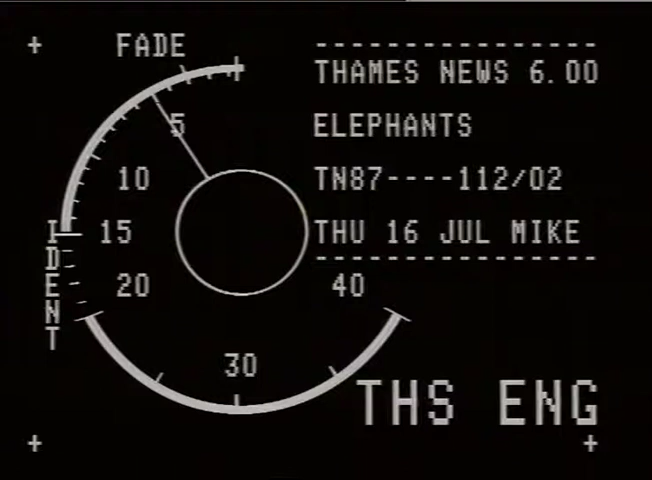 FADE
----------------
THAMES NEWS 6.00
ELEPHANTS
TN87----112/02
THU 16 JUL MIKE
----------------
5
10
15
20
30
40
IDENT
THS ENG